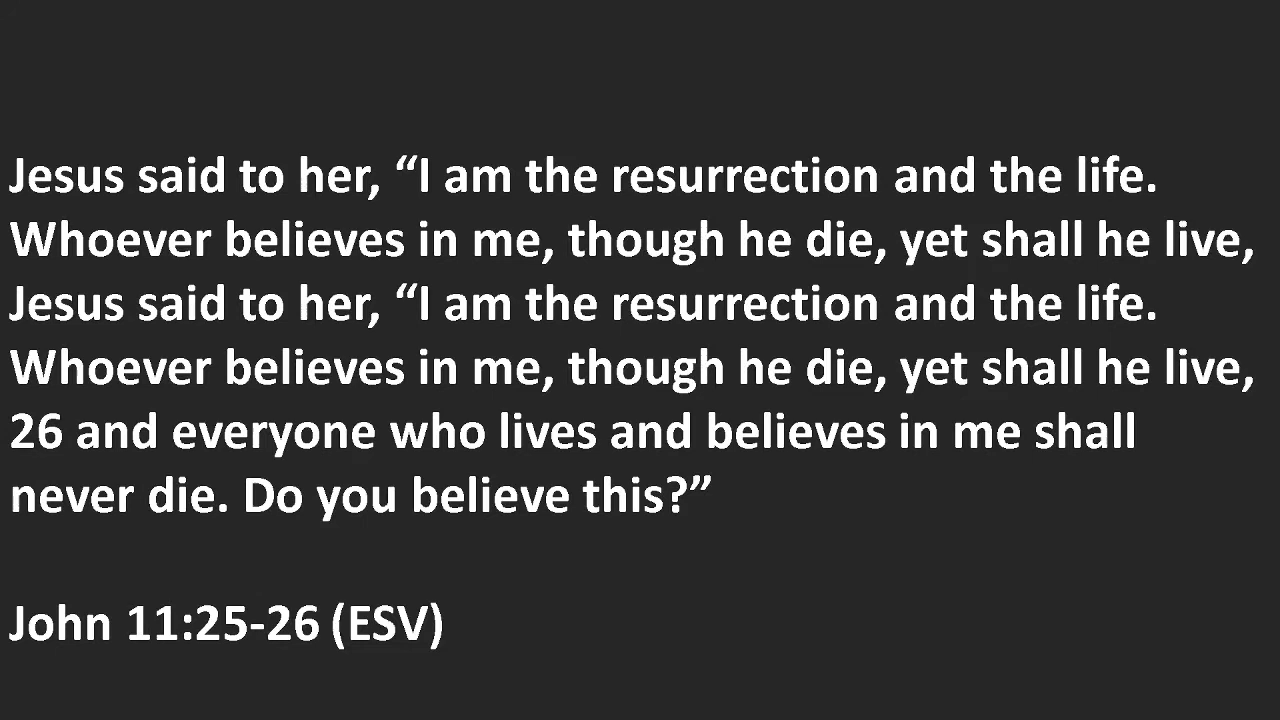 Jesus said to her, “I am the resurrection and the life.
Whoever believes in me, though he die, yet shall he live,
Jesus said to her, “I am the resurrection and the life.
Whoever believes in me, though he die, yet shall he live,
26 and everyone who lives and believes in me shall
never die. Do you believe this?”
John 11:25-26 (ESV)